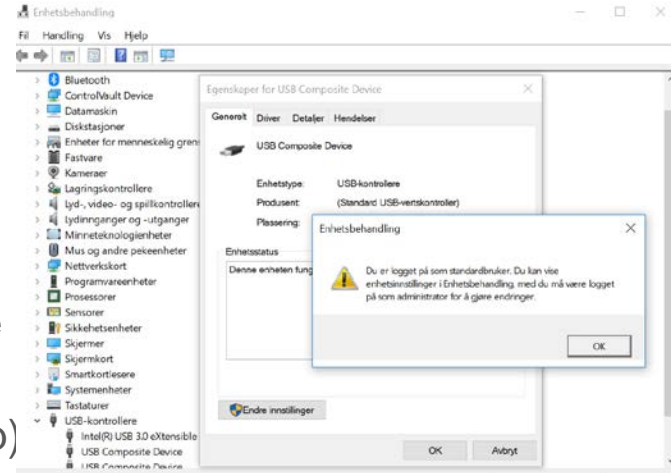 Enhetsbehandling
Fil Handling Vis Hjelp
Bluetooth
ControlVault Device
Datamaskin
Diskstasjoner
Enheter for menneskelig gren
Fastvare
Kameraer
Lagringskontrollere
Lyd-, video- og spillkontrollere
Lydinnganger og -utganger
Minneteknologienheter
Mus og andre pekeenheter
Nettverkskort
Programvareenheter
Prosessorer
Sensorer
Sikkehetsenheter
Skjermer
Skjermkort
Smartkortlesere
Systemenheter
Tastaturer
USB-kontrollere
Intel(R) USB 3.0 eXtensible
USB Composite Device
USB Composite Device
Egenskaper for USB Composite Device
Generelt Driver Detaljer Hendelser
USB Composite Device
Enhetstype: USB-kontrollere
Produsent: (Standard USB-vertskontroller)
Plassering:
Enhetsstatus
Denne enheten fung
Endre innstillinger
OK Avbryt
Enhetsbehandling
Du er logget på som standardbruker. Du kan vise
enhetsinnstillinger i Enhetsbehandling, med du må være logget
på som administrator for å gjøre endringer.
OK
e
o)